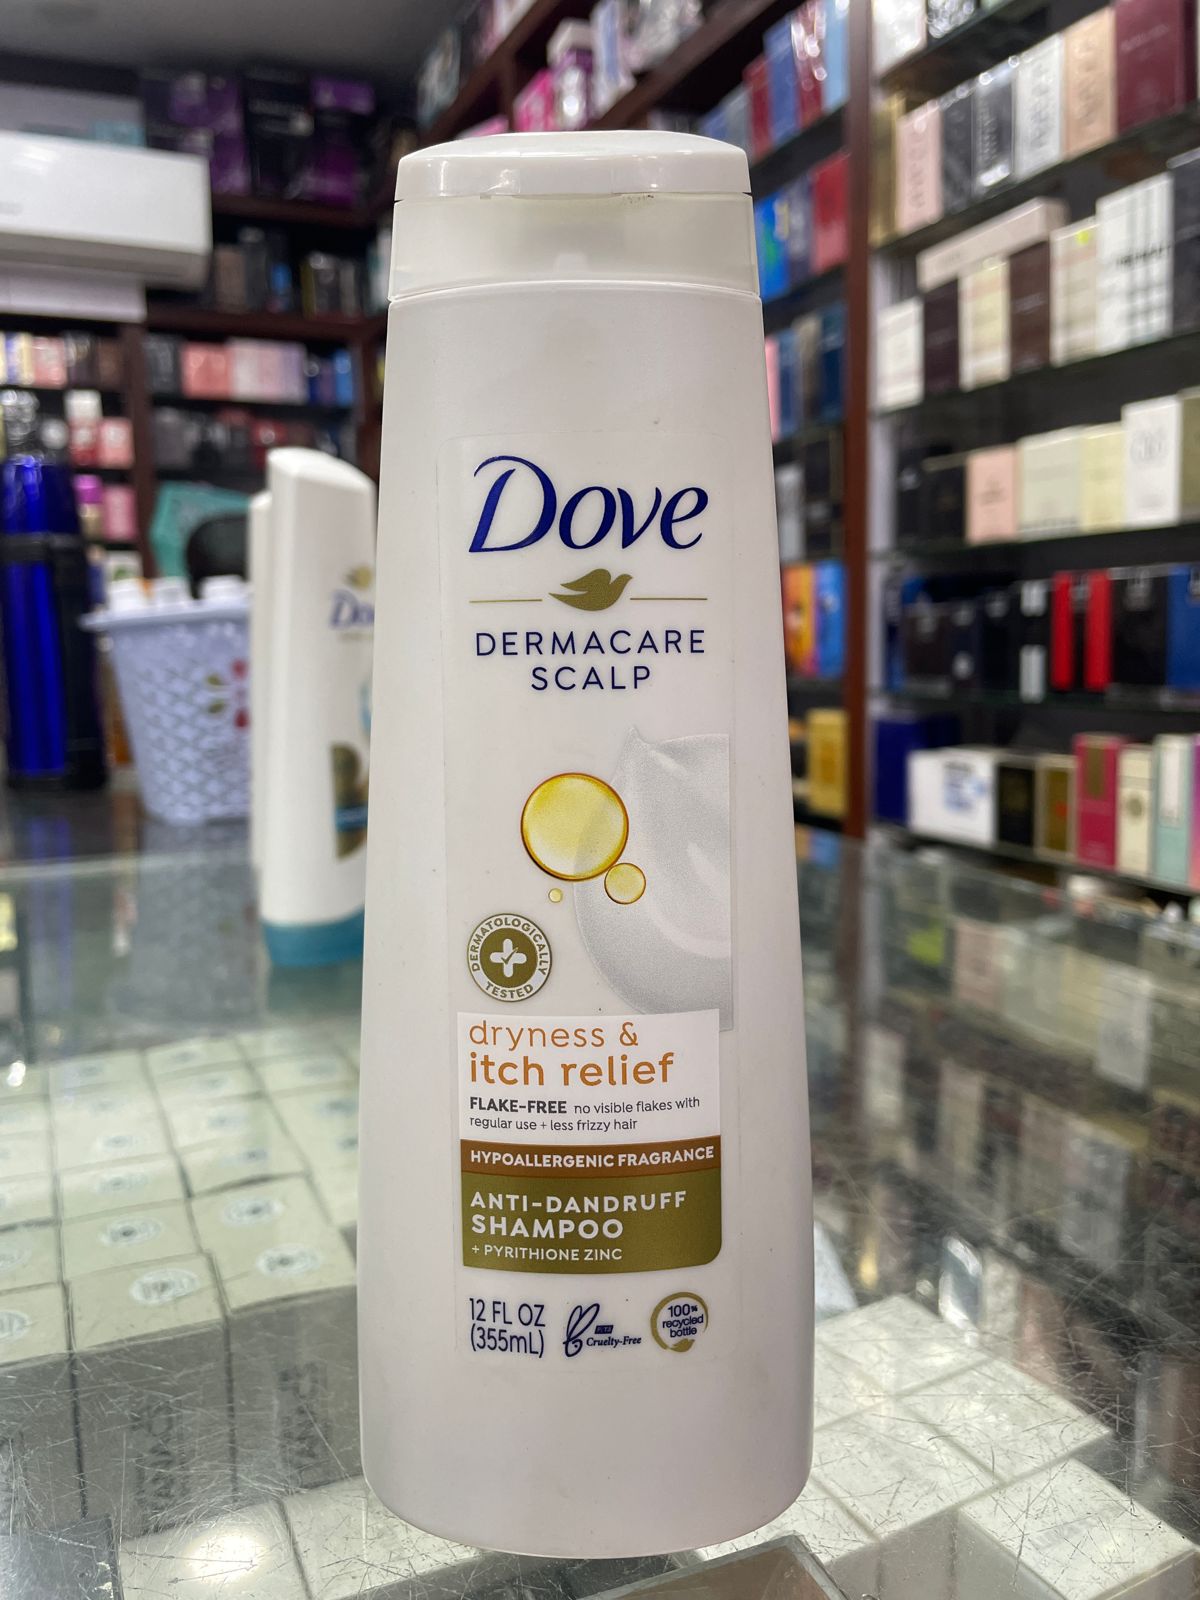 Dove
DERMACARE
SCALP
DERMATOLOGICALLY
TESTED
dryness &
itch relief
FLAKE-FREE no visible flakes with
regular use + less frizzy hair
HYPOALLERGENIC FRAGRANCE
ANTI-DANDRUFF
SHAMPOO
+ PYRITHIONE ZINC
12 FL OZ
(355mL)
PETA
Cruelty-Free
100%
recycled
bottle